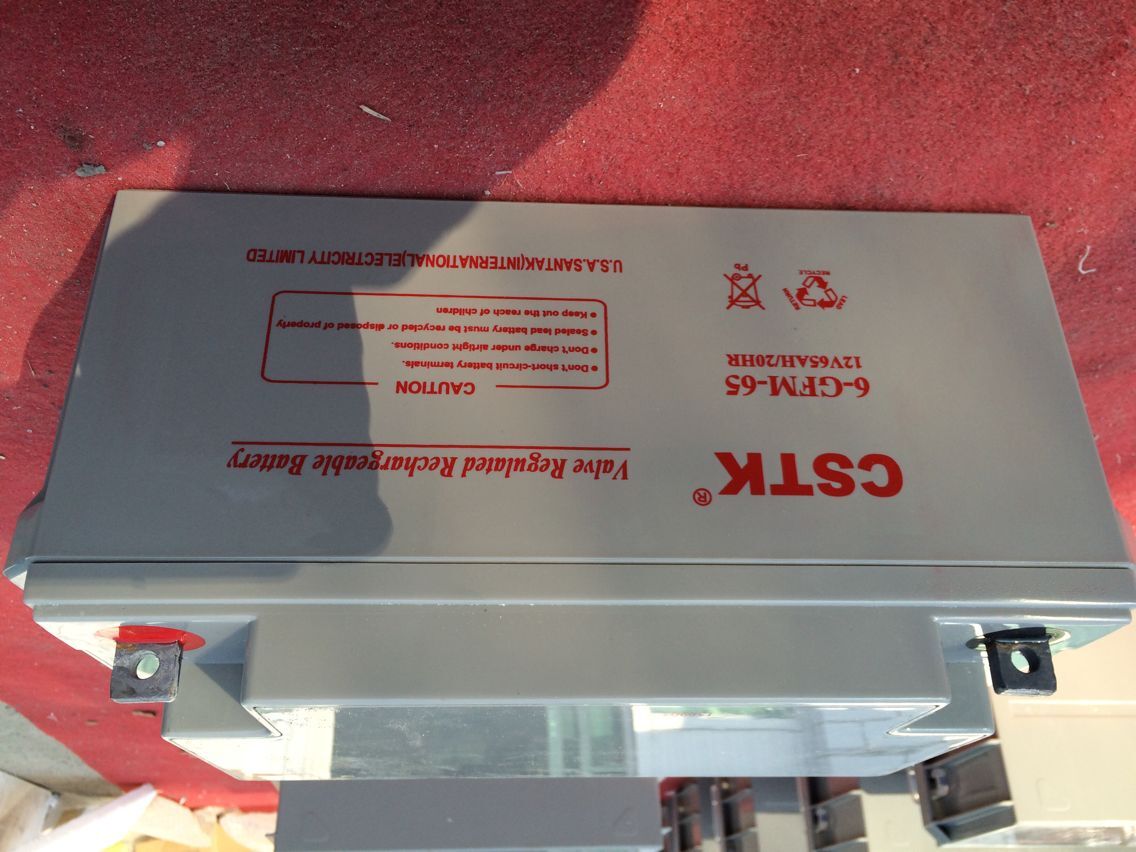 CSTK®
Valve Regulated Rechargeable Battery
6-GFM-65
12V65AH/20HR
CAUTION
● Don't short-circuit battery terminals.
● Don't charge under airtight conditions.
● Sealed lead battery must be recycled or disposed of properly
● Keep out the reach of children
LEAD
RETURN
RECYCLE
Pb
U.S.A.SANTAK(INTERNATIONAL)ELECTRICITY LIMITED